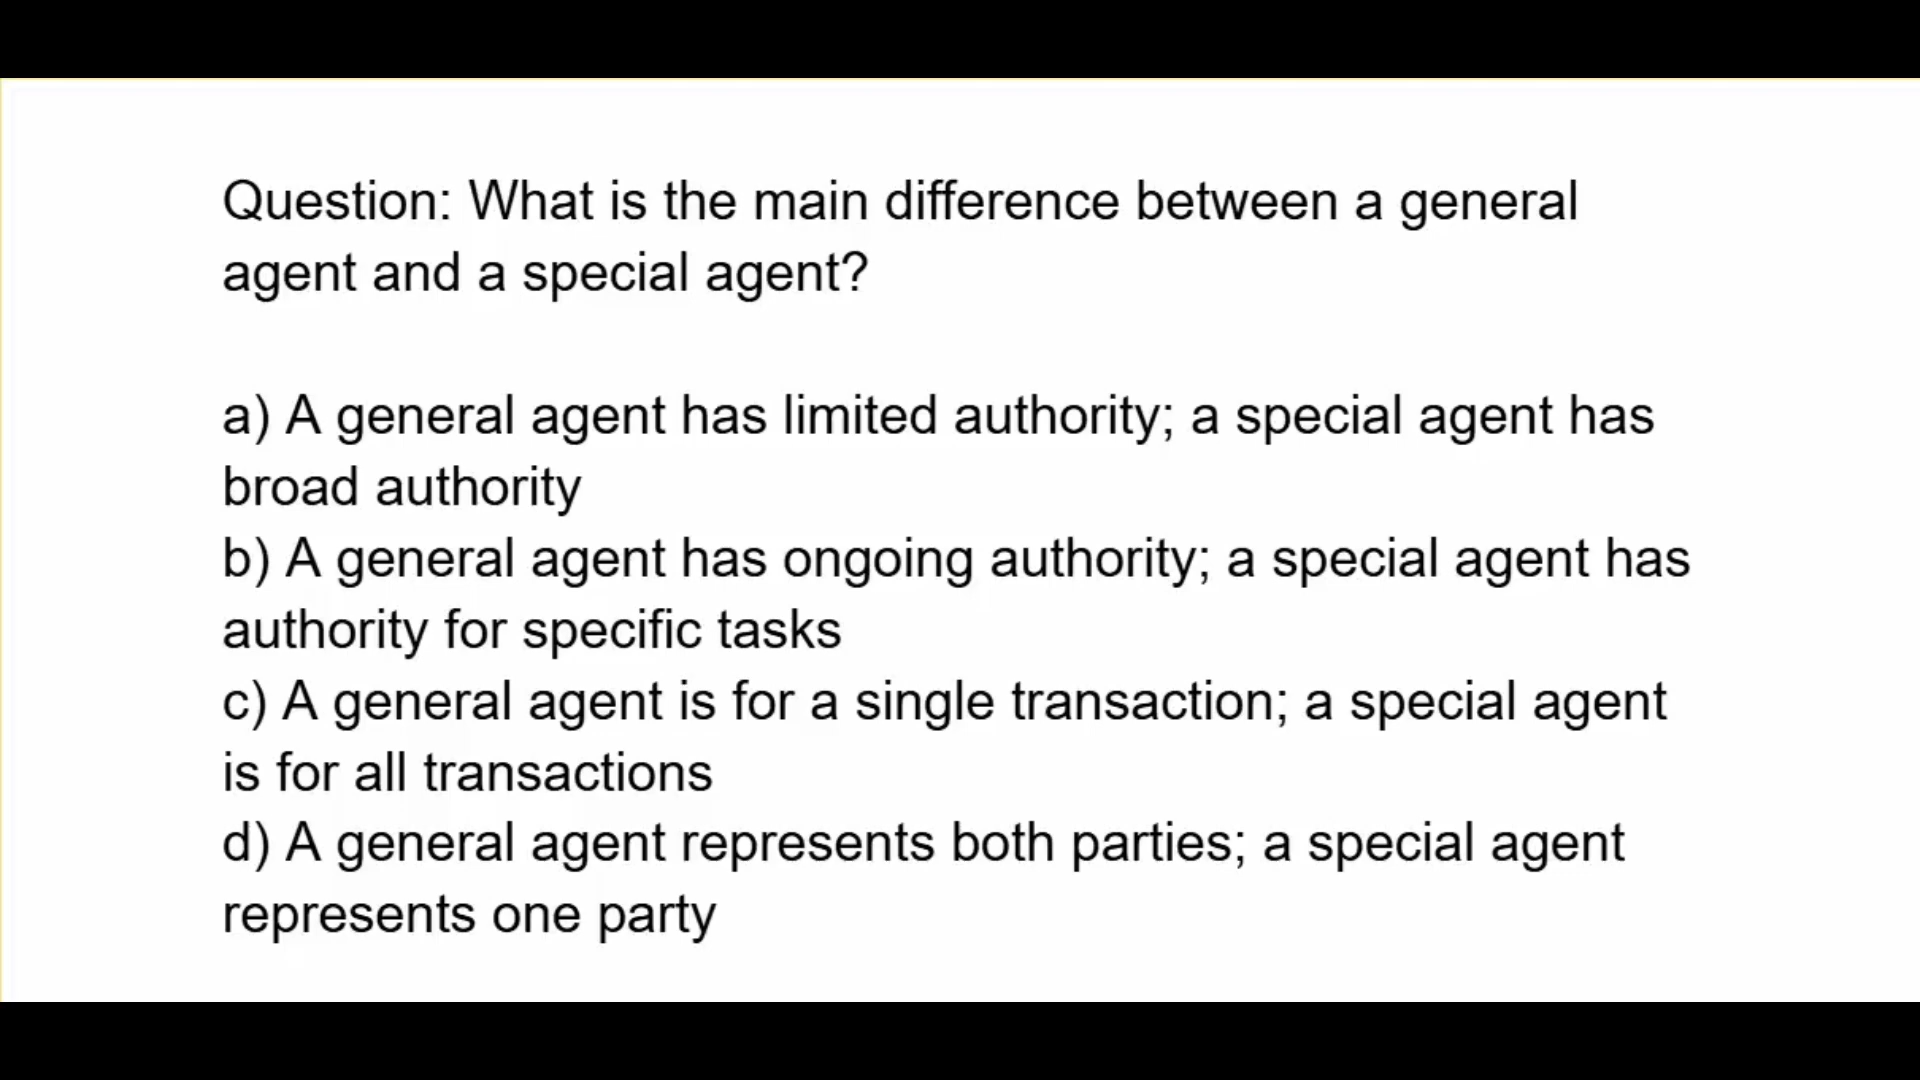 Question: What is the main difference between a general
agent and a special agent?
a) A general agent has limited authority; a special agent has
broad authority
b) A general agent has ongoing authority; a special agent has
authority for specific tasks
c) A general agent is for a single transaction; a special agent
is for all transactions
d) A general agent represents both parties; a special agent
represents one party